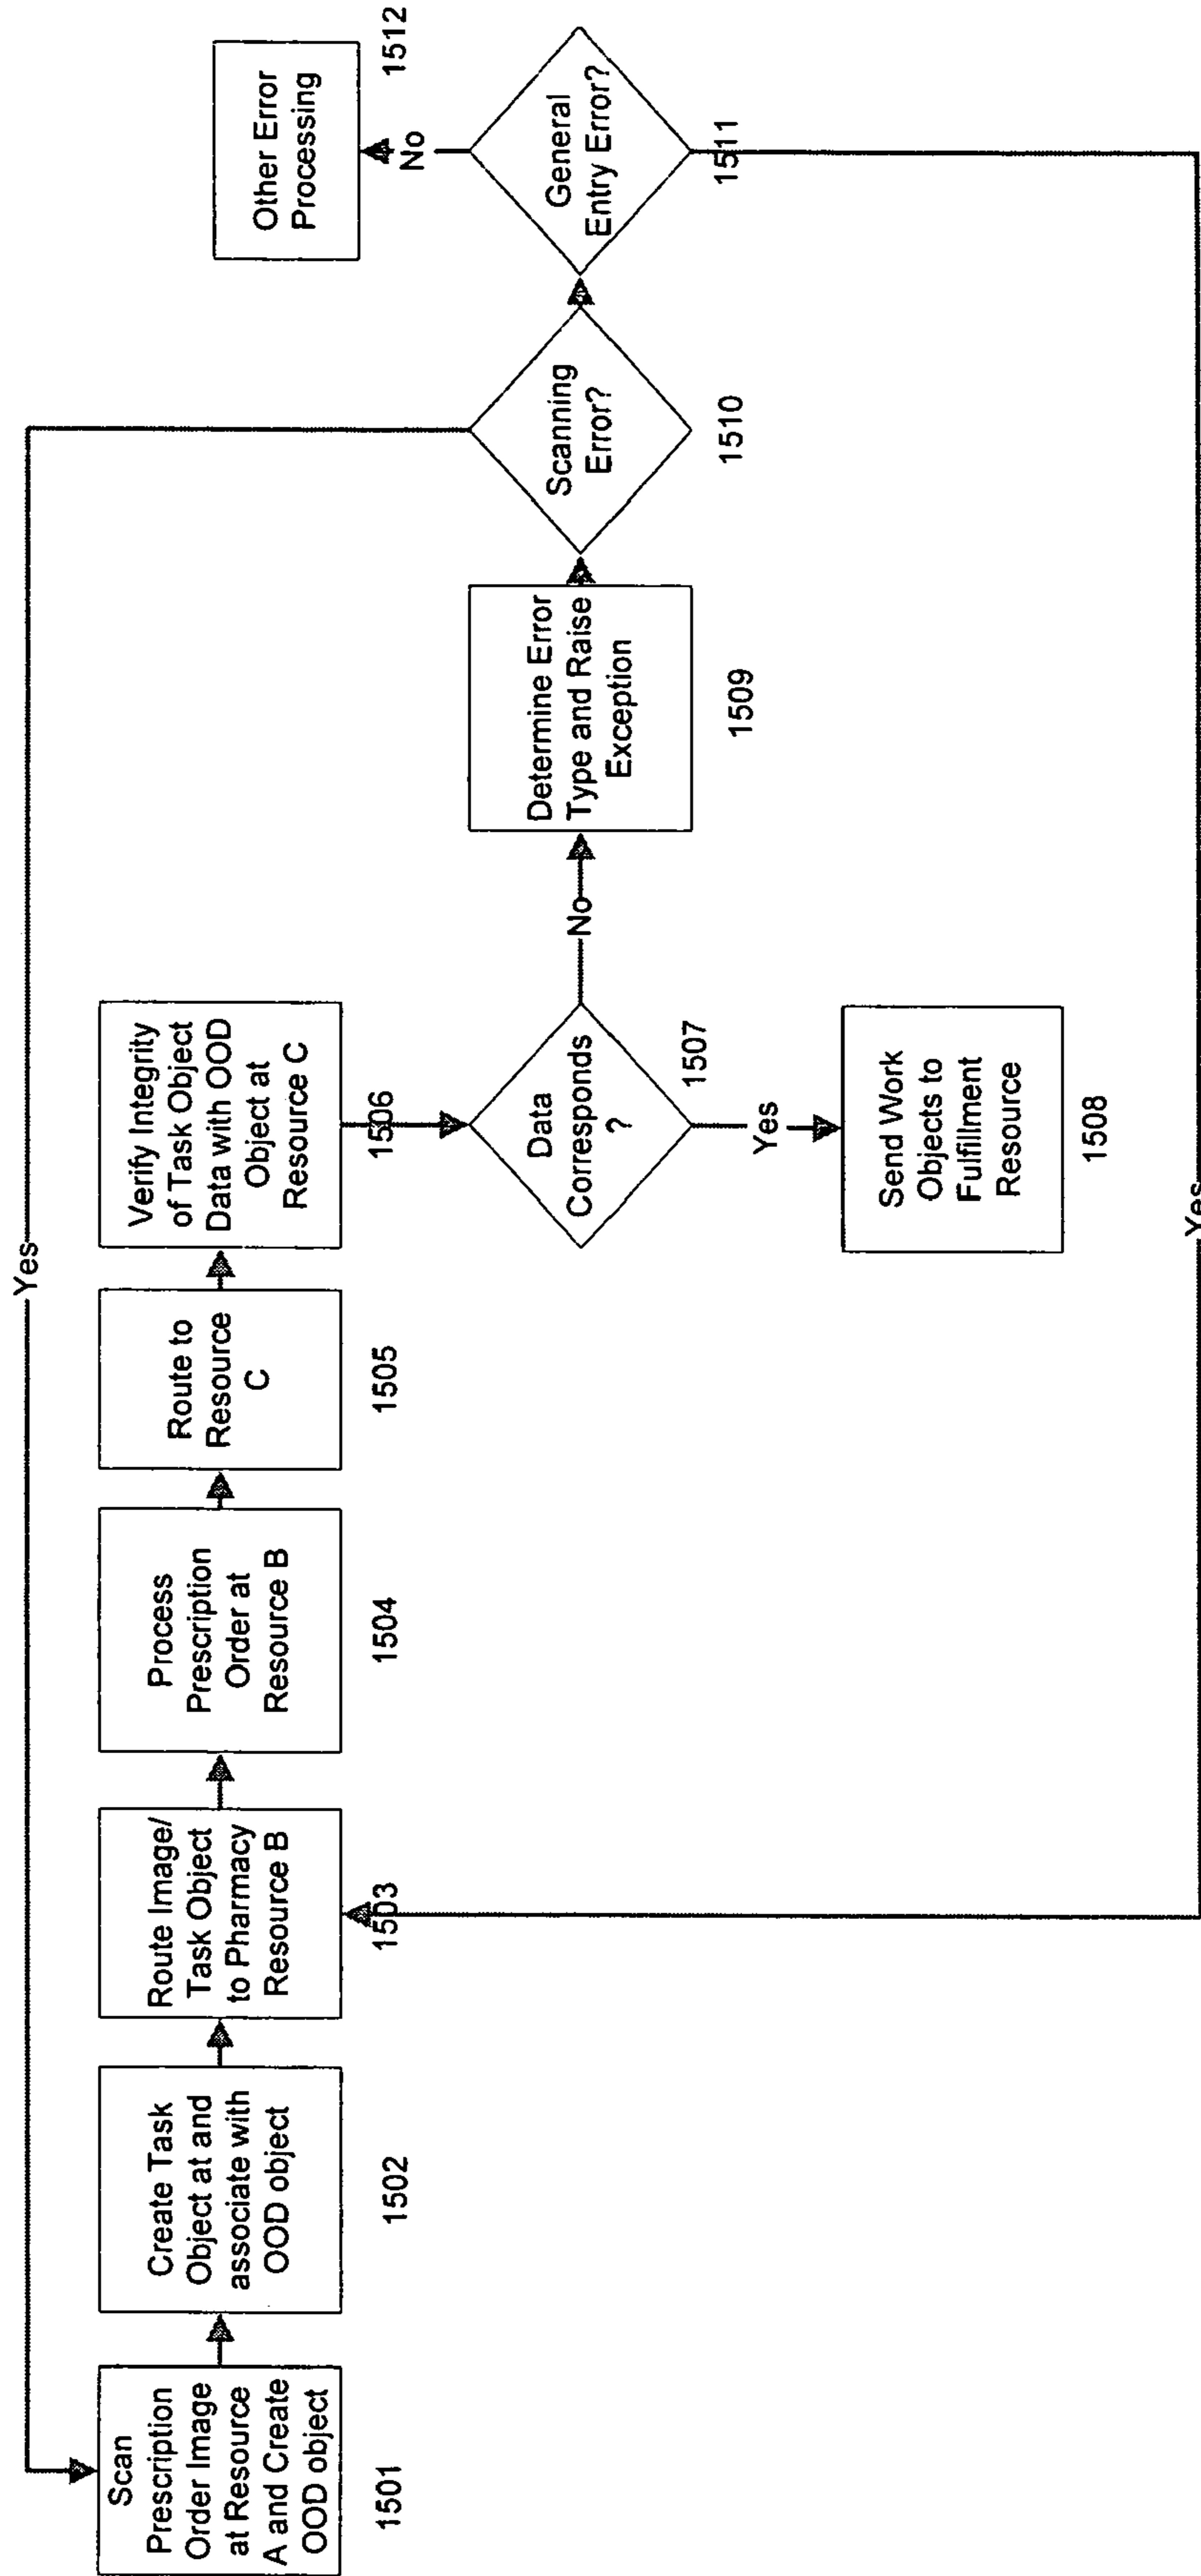 Yes
Scan
Prescription
Order Image
at Resource
A and Create
OOD object
1501
Create Task
Object at and
associate with
OOD object
1502
Route Image/
Task Object
to Pharmacy
Resource B
1503
Process
Prescription
Order at
Resource B
1504
Route to
Resource
C
1505
Verify Integrity
of Task Object
Data with OOD
Object at
Resource C
1506
Data
Corresponds
?
1507
Yes
Send Work
Objects to
Fulfillment
Resource
1508
No
Determine Error
Type and Raise
Exception
1509
Scanning
Error?
1510
General
Entry Error?
1511
No
Other Error
Processing
1512
Yes